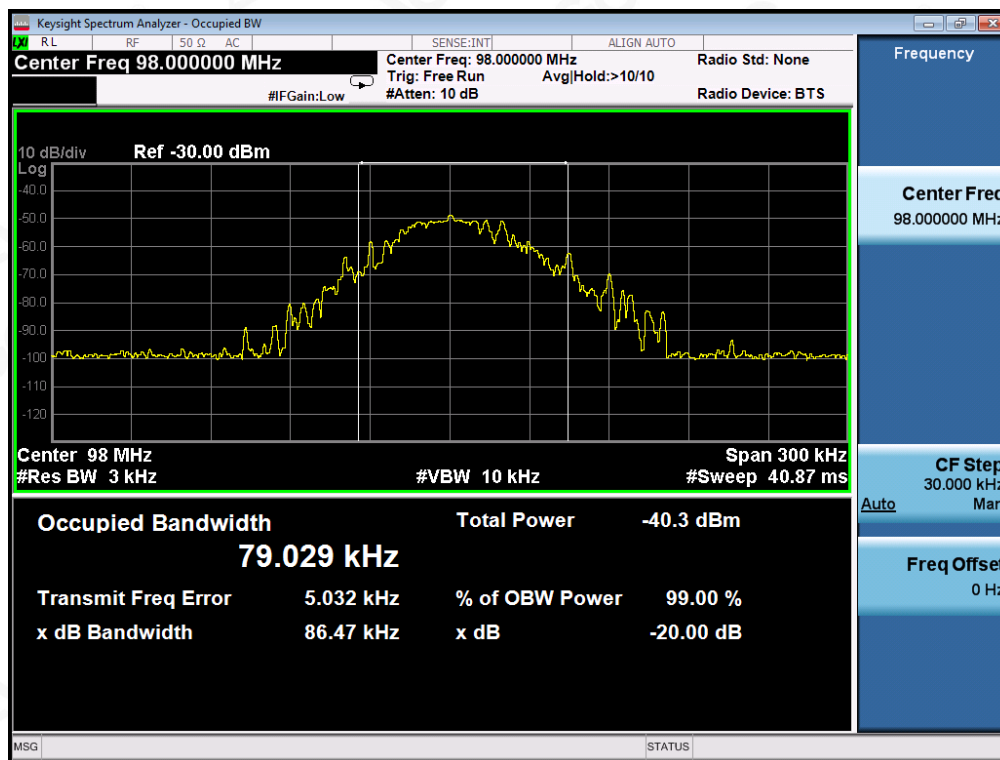 Keysight Spectrum Analyzer - Occupied BW
LXI RL RF 50 Ω AC SENSE:INT ALIGN AUTO
Center Freq 98.000000 MHz
Center Freq: 98.000000 MHz Radio Std: None
Trig: Free Run Avg|Hold:>10/10
#IFGain:Low #Atten: 10 dB Radio Device: BTS
10 dB/div Ref -30.00 dBm
Log
-40.0
-50.0
-60.0
-70.0
-80.0
-90.0
-100
-110
-120
Center 98 MHz Span 300 kHz
#Res BW 3 kHz #VBW 10 kHz #Sweep 40.87 ms
Occupied Bandwidth Total Power -40.3 dBm
79.029 kHz
Transmit Freq Error 5.032 kHz % of OBW Power 99.00 %
x dB Bandwidth 86.47 kHz x dB -20.00 dB
MSG STATUS
Frequency
Center Freq
98.000000 MHz
CF Step
30.000 kHz
Auto Man
Freq Offset
0 Hz